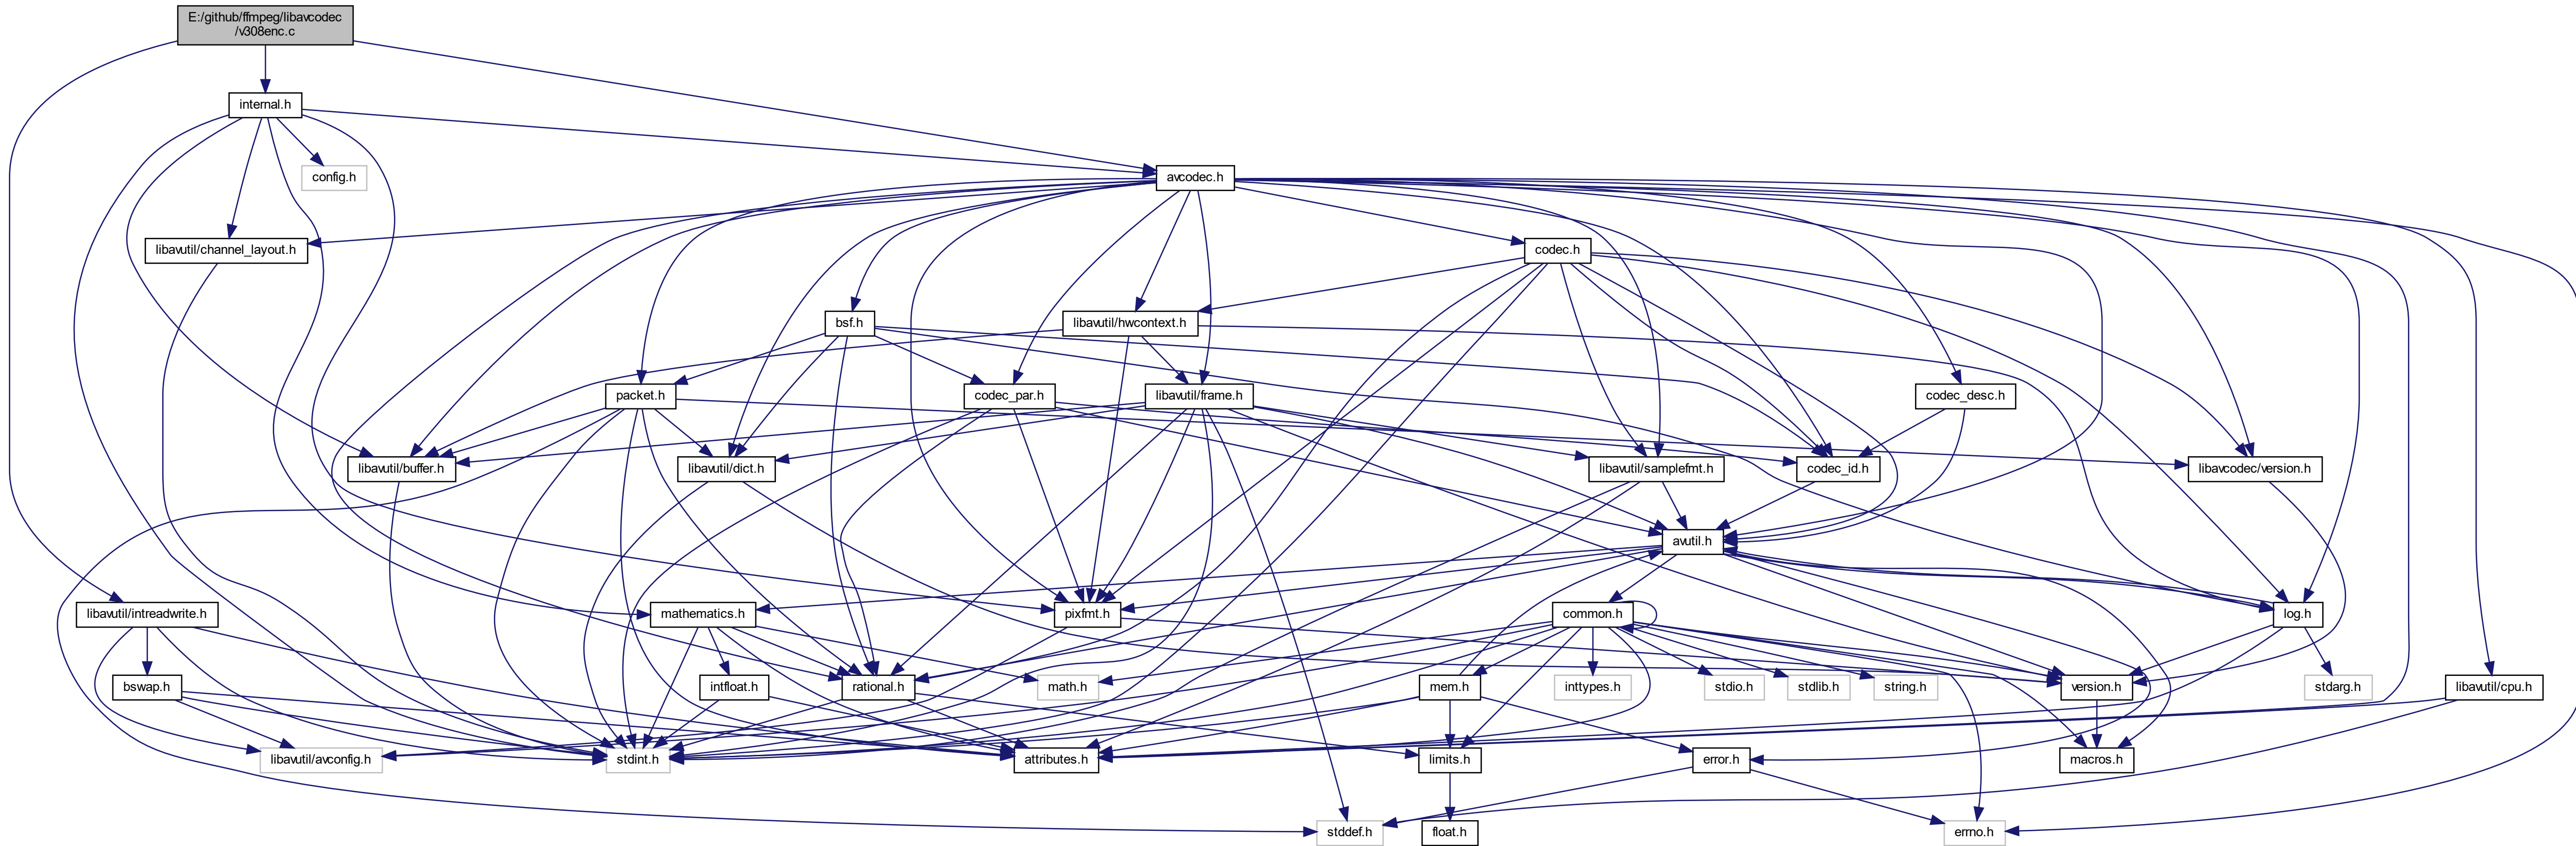 E:/github/ffmpeg/libavcodec
/v308enc.c
internal.h
config.h
avcodec.h
libavutil/channel_layout.h
codec.h
bsf.h
libavutil/hwcontext.h
packet.h
codec_par.h
libavutil/frame.h
codec_desc.h
libavutil/buffer.h
libavutil/dict.h
libavutil/samplefmt.h
codec_id.h
libavcodec/version.h
avutil.h
libavutil/intreadwrite.h
mathematics.h
pixfmt.h
common.h
log.h
bswap.h
intfloat.h
rational.h
math.h
mem.h
inttypes.h
stdio.h
stdlib.h
string.h
version.h
stdarg.h
libavutil/cpu.h
libavutil/avconfig.h
stdint.h
attributes.h
limits.h
error.h
macros.h
stddef.h
float.h
errno.h